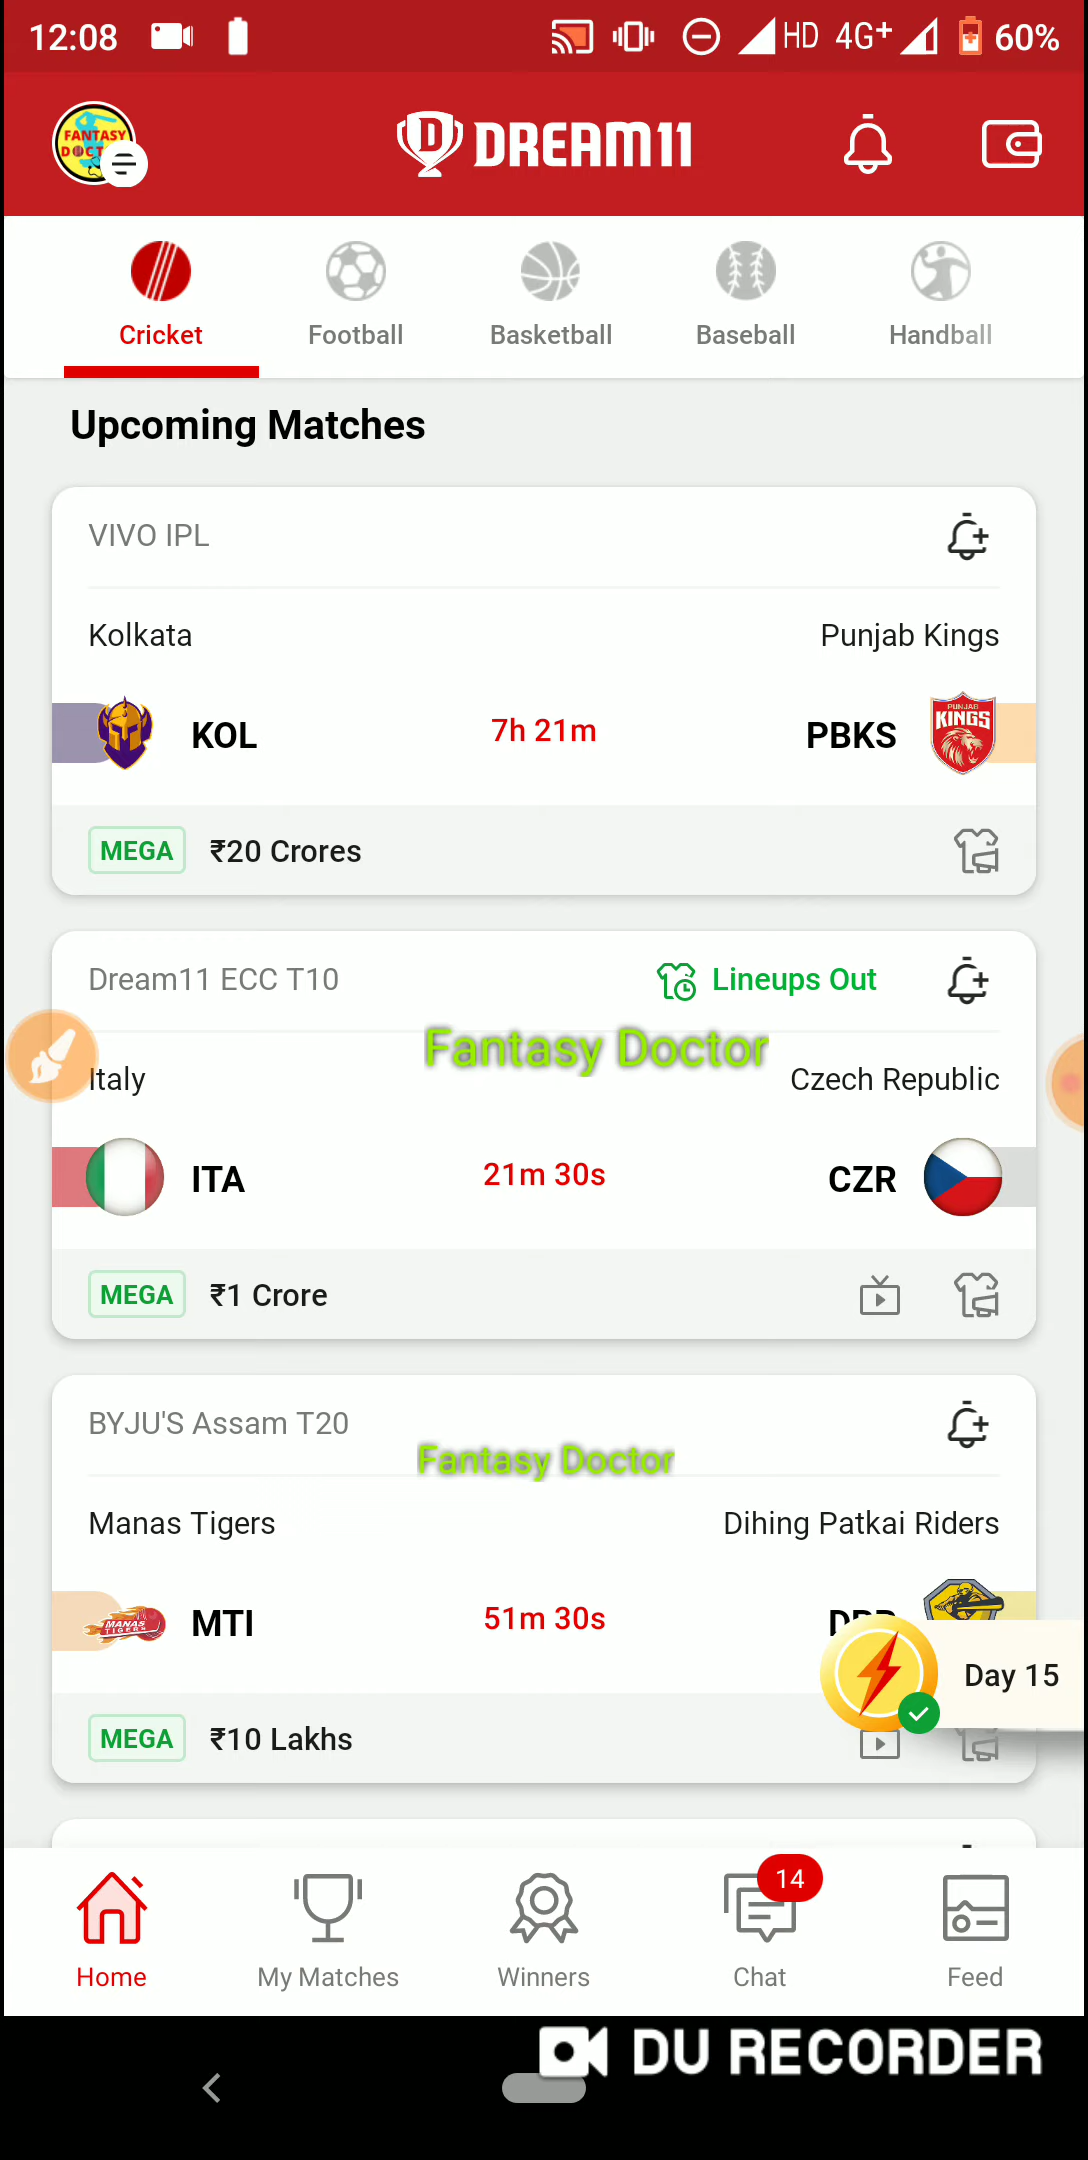 12:08 HD 4G+ 60%
FANTASY
DREAM11
Cricket Football Basketball Baseball Handball
Upcoming Matches
VIVO IPL
Kolkata Punjab Kings
KOL 7h 21m PBKS
PUNJAB
KINGS
MEGA ₹20 Crores
Dream11 ECC T10 Lineups Out
Fantasy Doctor
Italy Czech Republic
ITA 21m 30s CZR
MEGA ₹1 Crore
BYJU'S Assam T20
Fantasy Doctor
Manas Tigers Dihing Patkai Riders
MANAS
TIGERS
MTI 51m 30s
Day 15
MEGA ₹10 Lakhs
14
Home My Matches Winners Chat Feed
DU RECORDER